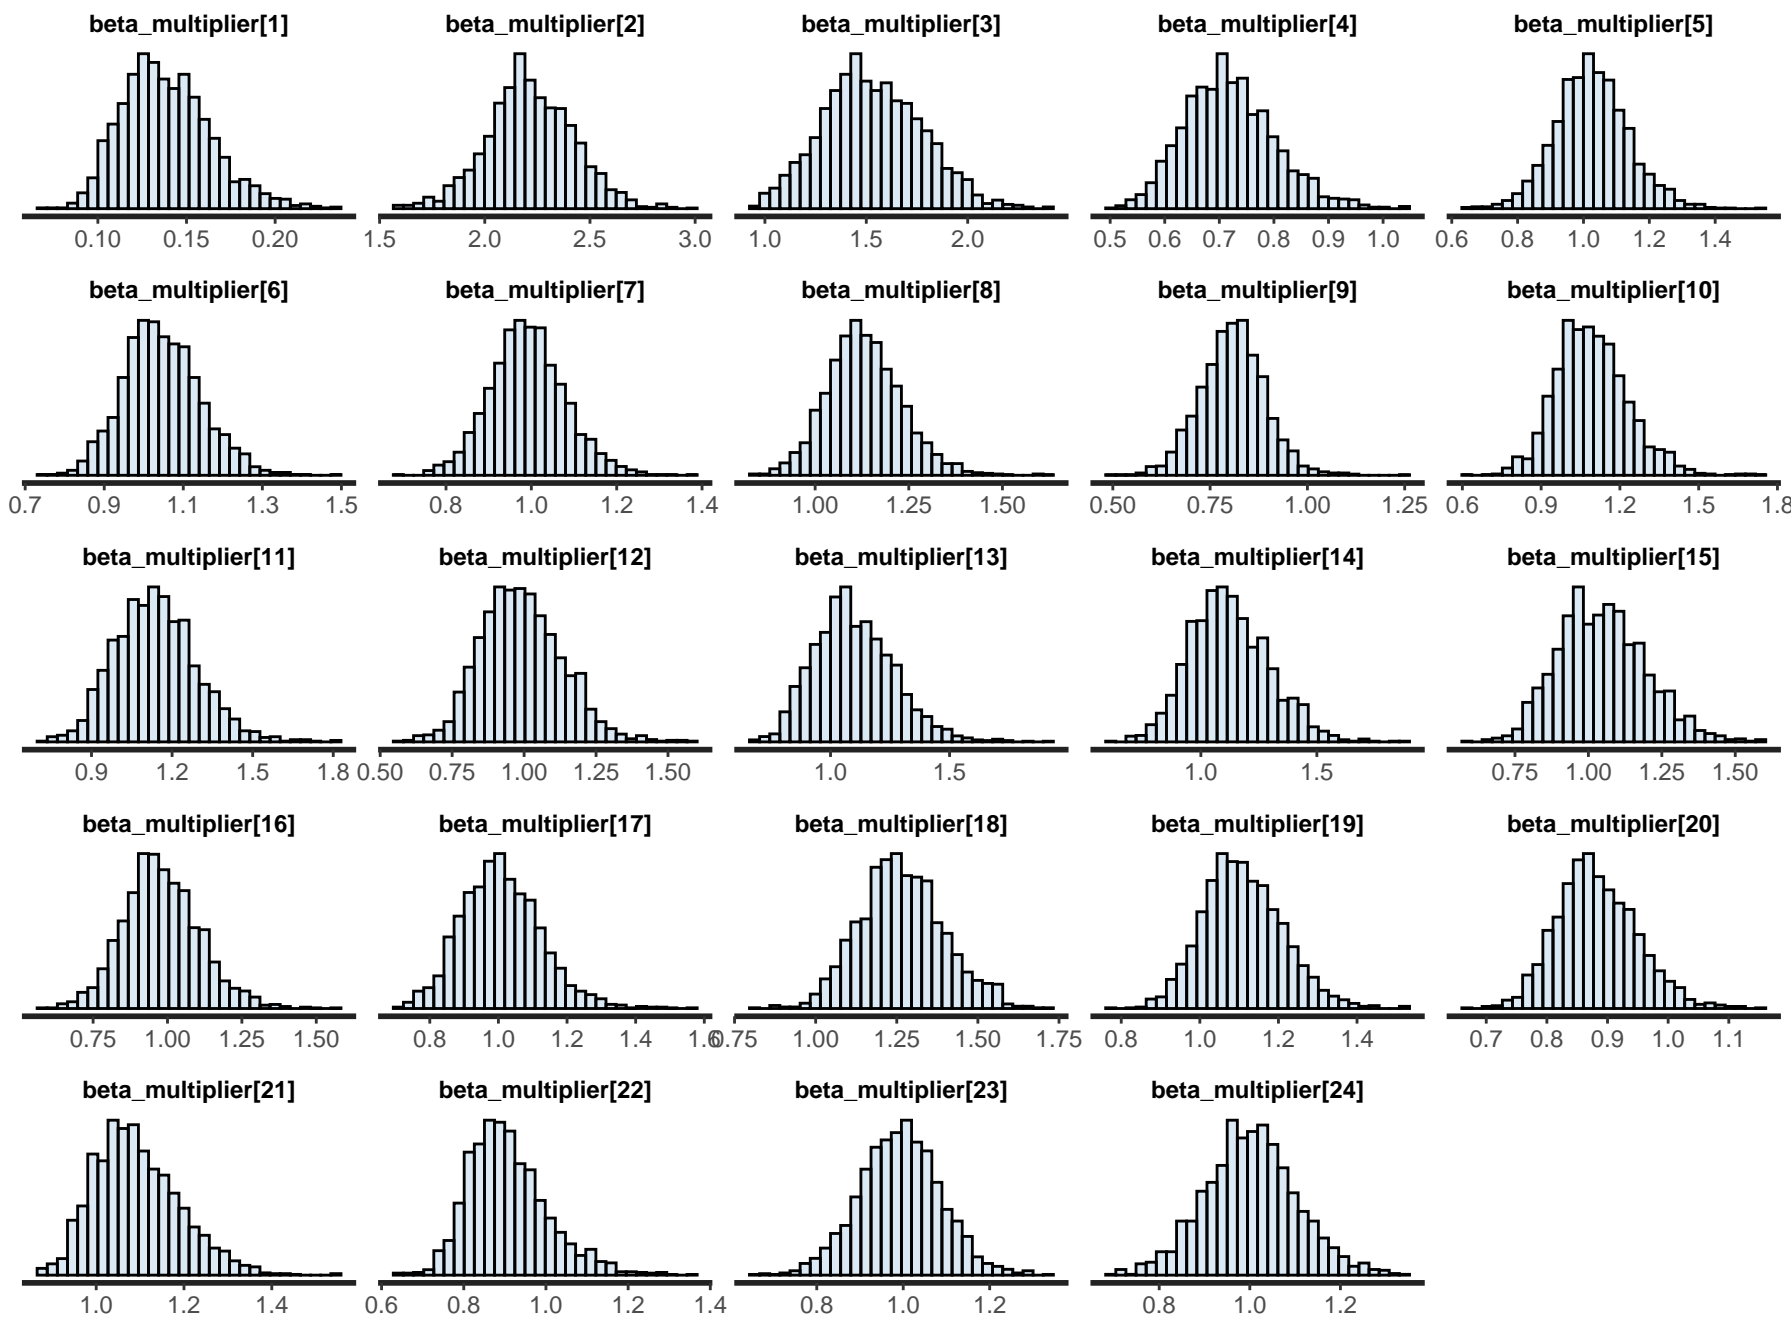 beta_multiplier[1] beta_multiplier[2] beta_multiplier[3] beta_multiplier[4] beta_multiplier[5]
0.10 0.15 0.20 1.5 2.0 2.5 3.0 1.0 1.5 2.0 0.5 0.6 0.7 0.8 0.9 1.0 0.6 0.8 1.0 1.2 1.4
beta_multiplier[6] beta_multiplier[7] beta_multiplier[8] beta_multiplier[9] beta_multiplier[10]
0.7 0.9 1.1 1.3 1.5 0.8 1.0 1.2 1.4 1.00 1.25 1.50 0.50 0.75 1.00 1.25 0.6 0.9 1.2 1.5 1.8
beta_multiplier[11] beta_multiplier[12] beta_multiplier[13] beta_multiplier[14] beta_multiplier[15]
0.9 1.2 1.5 1.8 0.50 0.75 1.00 1.25 1.50 1.0 1.5 1.0 1.5 0.75 1.00 1.25 1.50
beta_multiplier[16] beta_multiplier[17] beta_multiplier[18] beta_multiplier[19] beta_multiplier[20]
0.75 1.00 1.25 1.50 0.8 1.0 1.2 1.4 1.6 0.75 1.00 1.25 1.50 1.75 0.8 1.0 1.2 1.4 0.7 0.8 0.9 1.0 1.1
beta_multiplier[21] beta_multiplier[22] beta_multiplier[23] beta_multiplier[24]
1.0 1.2 1.4 0.6 0.8 1.0 1.2 1.4 0.8 1.0 1.2 0.8 1.0 1.2